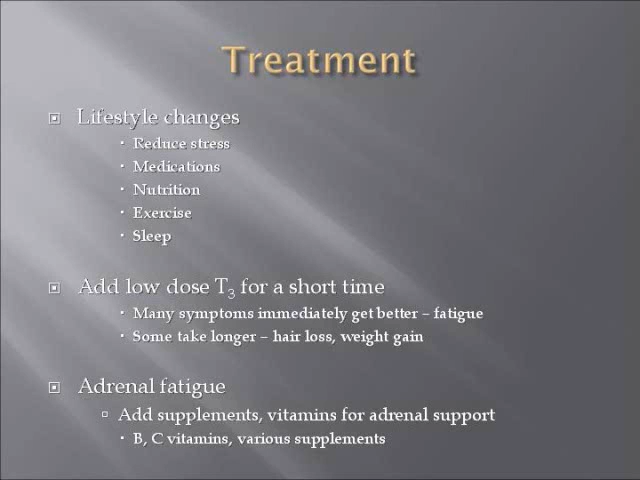 Treatment
Lifestyle changes
Reduce stress
Medications
Nutrition
Exercise
Sleep
Add low dose T₃ for a short time
Many symptoms immediately get better – fatigue
Some take longer – hair loss, weight gain
Adrenal fatigue
Add supplements, vitamins for adrenal support
B, C vitamins, various supplements